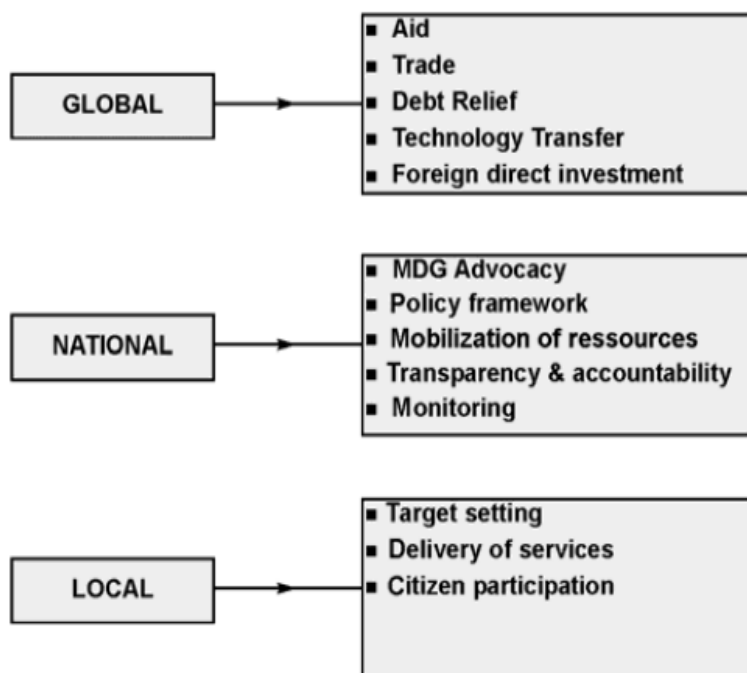 GLOBAL
▪ Aid
▪ Trade
▪ Debt Relief
▪ Technology Transfer
▪ Foreign direct investment
NATIONAL
▪ MDG Advocacy
▪ Policy framework
▪ Mobilization of ressources
▪ Transparency & accountability
▪ Monitoring
LOCAL
▪ Target setting
▪ Delivery of services
▪ Citizen participation